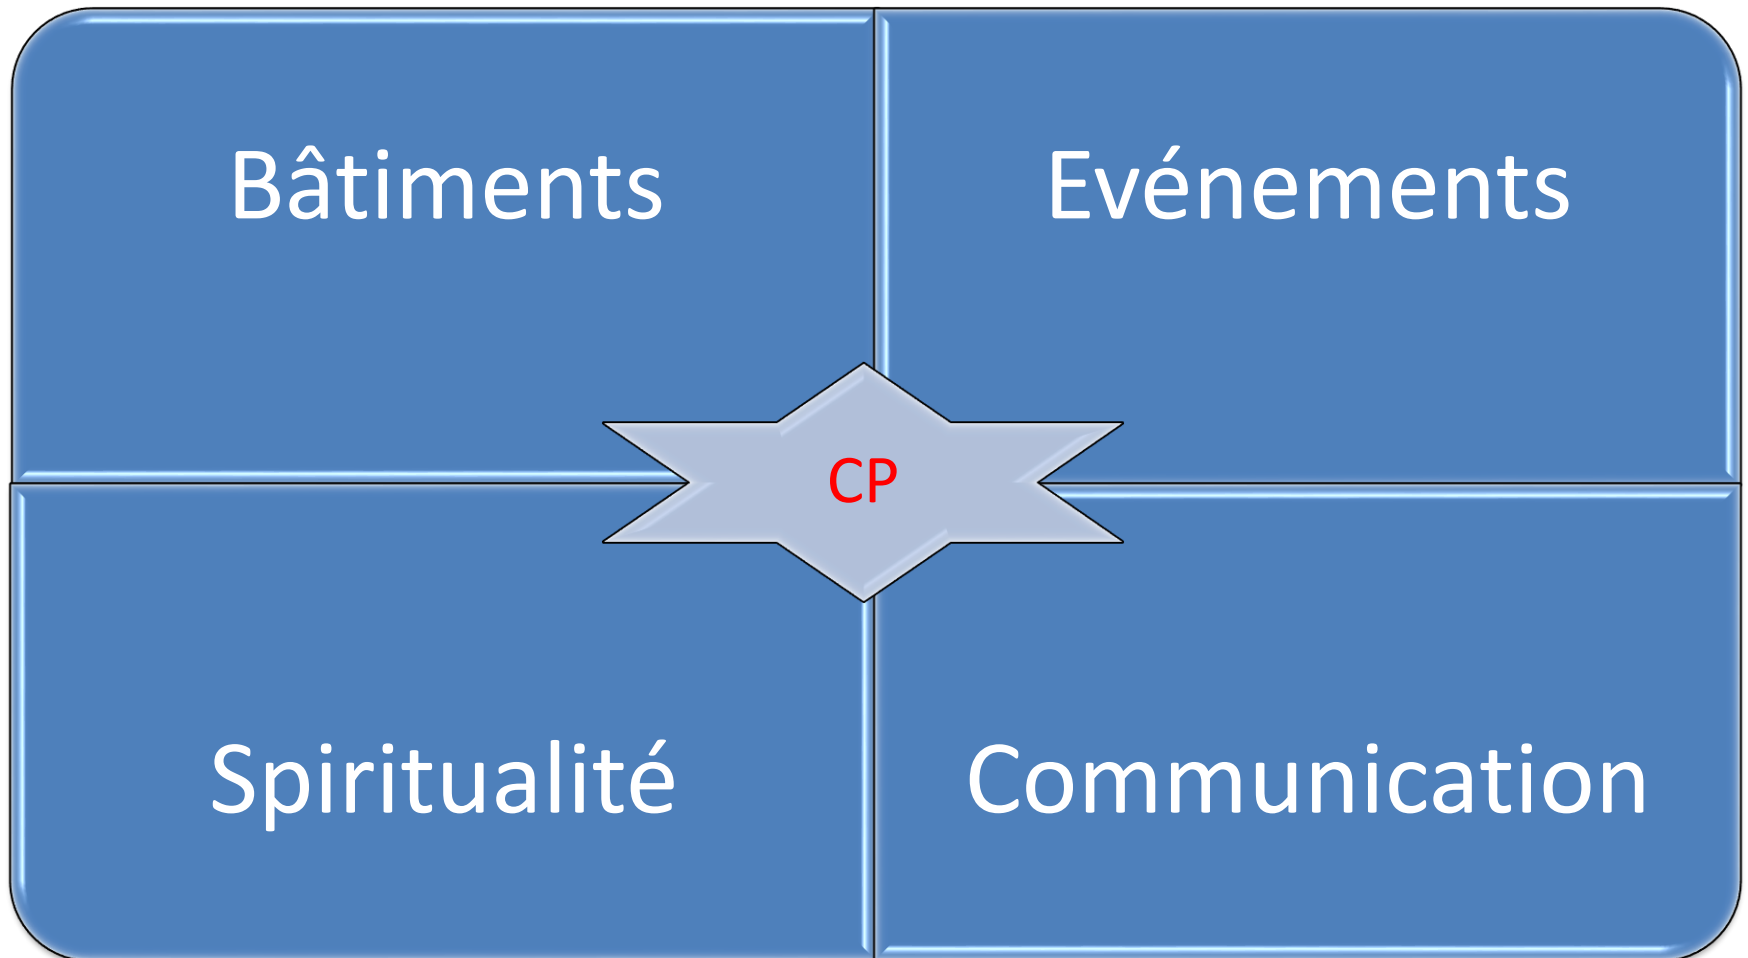 Bâtiments
Evénements
CP
Spiritualité
Communication